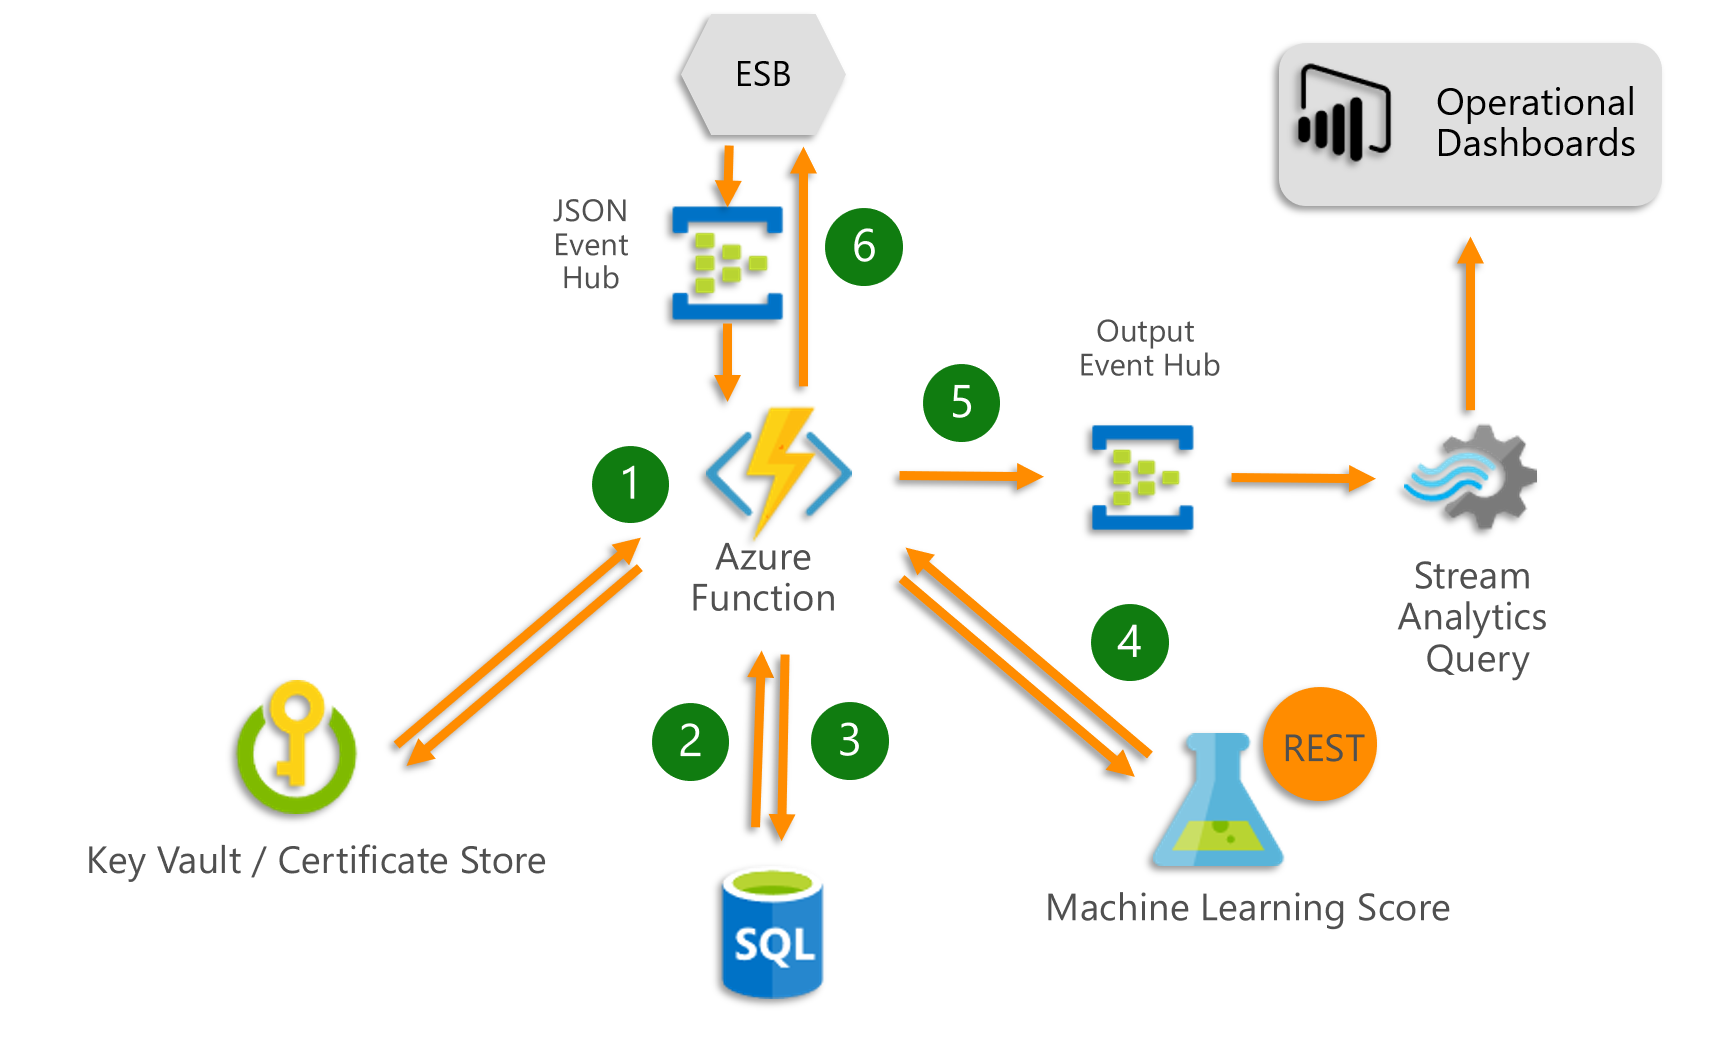 ESB
Operational
Dashboards
JSON
Event
Hub
6
Output
Event Hub
5
1
Azure
Function
Stream
Analytics
Query
4
2
3
REST
Key Vault / Certificate Store
Machine Learning Score
SQL